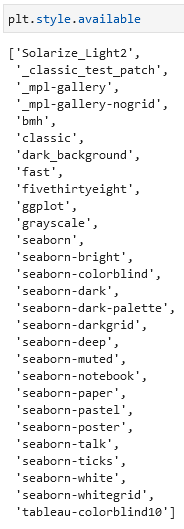 plt.style.available
['Solarize_Light2',
'_classic_test_patch',
'_mpl-gallery',
'_mpl-gallery-nogrid',
'bmh',
'classic',
'dark_background',
'fast',
'fivethirtyeight',
'ggplot',
'grayscale',
'seaborn',
'seaborn-bright',
'seaborn-colorblind',
'seaborn-dark',
'seaborn-dark-palette',
'seaborn-darkgrid',
'seaborn-deep',
'seaborn-muted',
'seaborn-notebook',
'seaborn-paper',
'seaborn-pastel',
'seaborn-poster',
'seaborn-talk',
'seaborn-ticks',
'seaborn-white',
'seaborn-whitegrid',
'tableau-colorblind10']